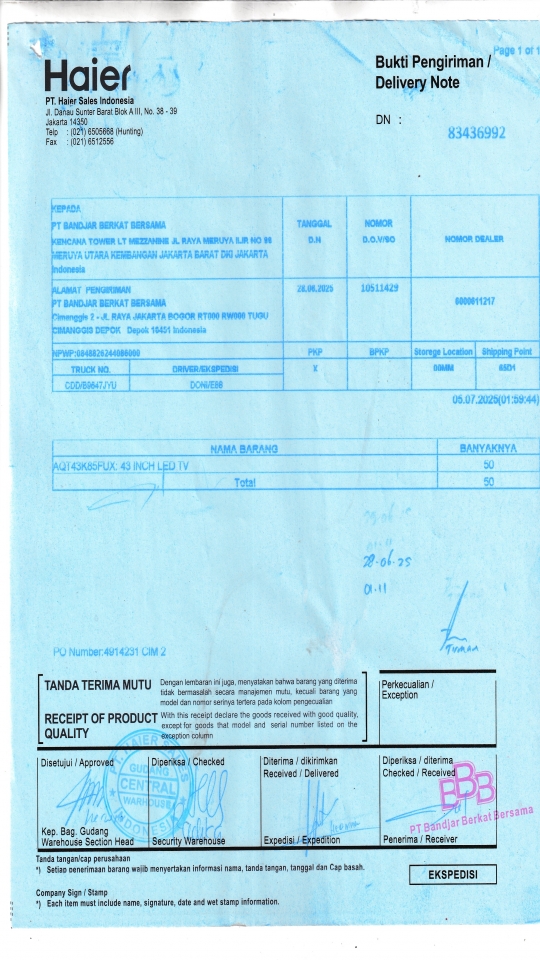 Page 1 of 1
Haier
Bukti Pengiriman /
Delivery Note
PT. Haier Sales Indonesia
Jl. Danau Sunter Barat Blok A III, No. 38 - 39
Jakarta 14350
Telp : (021) 6505668 (Hunting)
Fax : (021) 6512556
DN :
83436992
KEPADA
PT BANDJAR BERKAT BERSAMA
KENCANA TOWER LT MEZZANINE JL RAYA MERUYA ILIR NO 88
MERUYA UTARA KEMBANGAN JAKARTA BARAT DKI JAKARTA
Indonesia
TANGGAL
D.N
NOMOR
D.O.V/SO
NOMOR DEALER
ALAMAT PENGIRIMAN
PT BANDJAR BERKAT BERSAMA
Cimanggis 2 - JL RAYA JAKARTA BOGOR RT000 RW000 TUGU
CIMANGGIS DEPOK Depok 16451 Indonesia
28.06.2025
10511429
0000011217
PKP
BPKP
Storege Location
Shipping Point
TRUCK NO.
DRIVER/EKSPEDISI
X
CDD/B9647JYU
05.07.2025(01:59:44)
NAMA BARANG
BANYAKNYA
AQT43K85FUX: 43 INCH LED TV
50
Total
50
28-06-25
01.11
PO Number:4914231 CIM 2
TANDA TERIMA MUTU
Dengan lembaran ini juga, menyatakan bahwa barang yang diterima
tidak bermasalah secara manajemen mutu, kecuali barang yang
model dan nomor serinya tertera pada kolom pengecualian
RECEIPT OF PRODUCT
QUALITY
With this receipt declare the goods received with good quality,
except for goods that model and serial number listed on the
exception column
Perkecualian /
Exception
Disetujui / Approved
Diperiksa / Checked
Diterima / dikirimkan
Received / Delivered
Diperiksa / diterima
Checked / Received
GUDANG
CENTRAL
WAREHOUSE
INDONESIA
BBB
PT Bandjar Berkat Bersama
Kep. Bag. Gudang
Warehouse Section Head
Security Warehouse
Expedisi / Expedition
Penerima / Receiver
Tanda tangan/cap perusahaan
*) Setiap penerimaan barang wajib menyertakan informasi nama, tanda tangan, tanggal dan Cap basah.
EKSPEDISI
Company Sign / Stamp
*) Each item must include name, signature, date and wet stamp information.